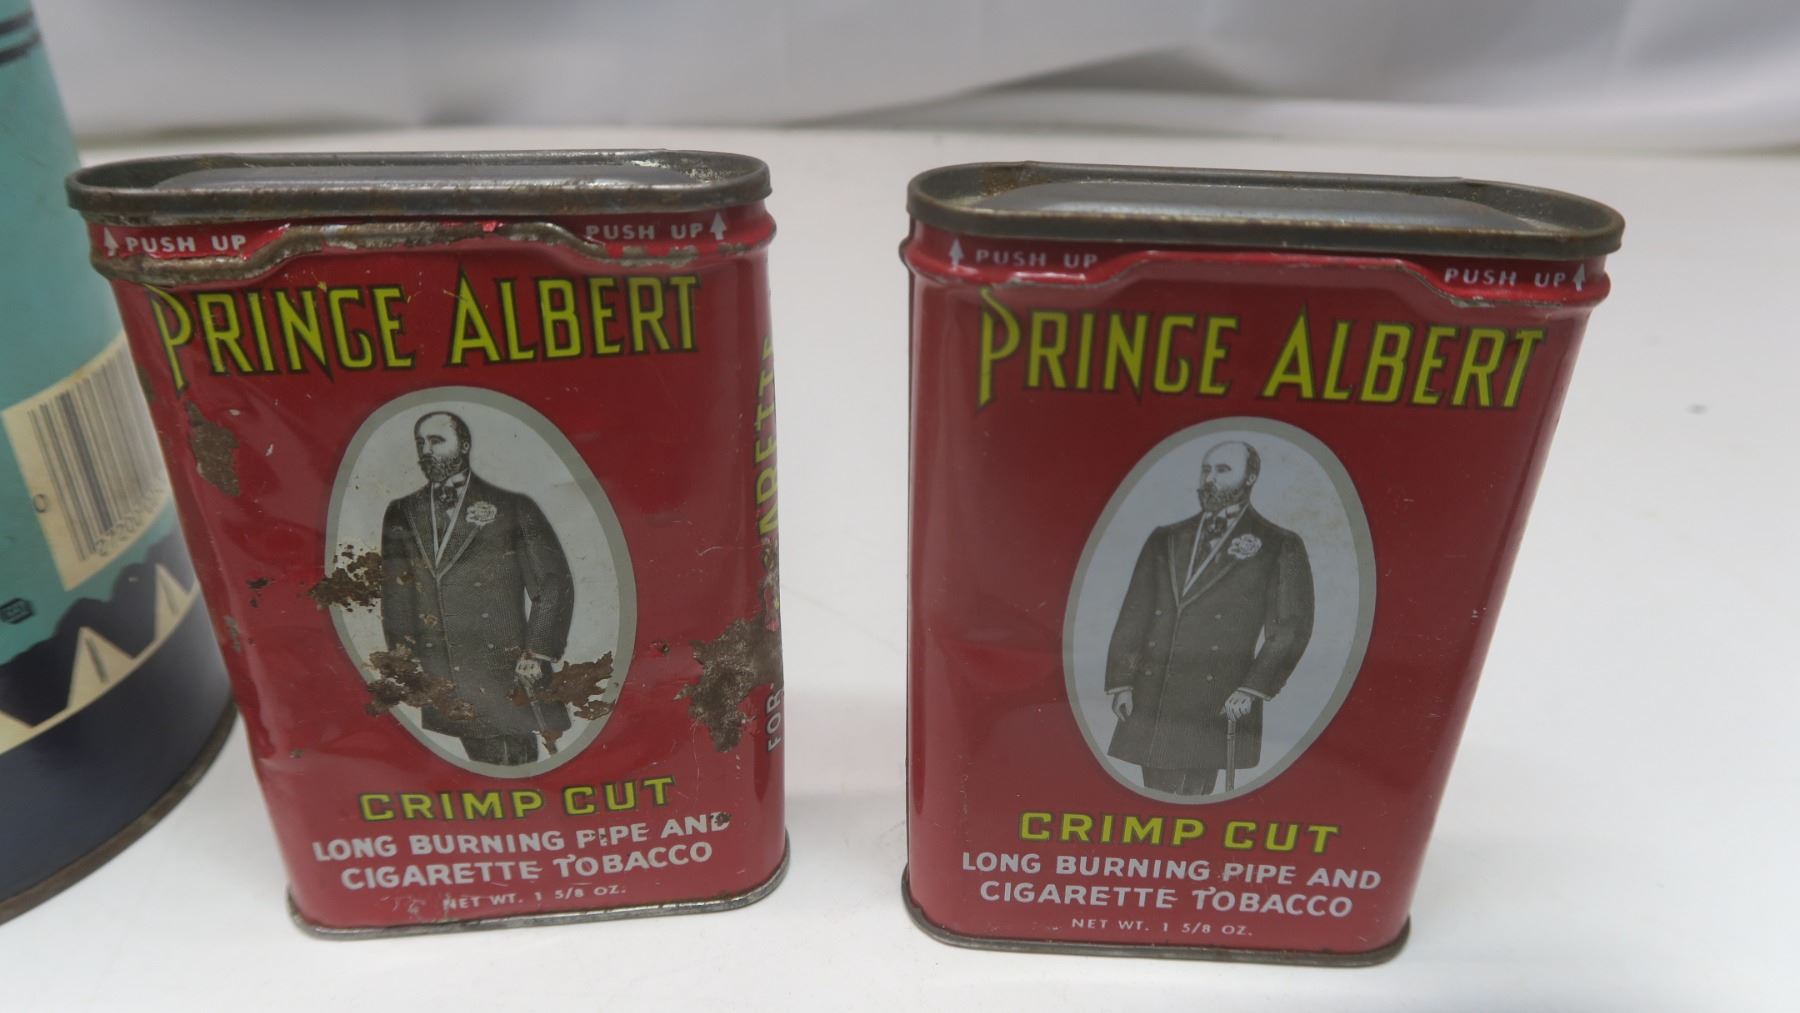 PUSH UP PUSH UP
PRINCE ALBERT
CRIMP CUT
LONG BURNING PIPE AND
CIGARETTE TOBACCO
NET WT. 1 5/8 OZ.
FOR
PUSH UP PUSH UP
PRINCE ALBERT
CRIMP CUT
LONG BURNING PIPE AND
CIGARETTE TOBACCO
NET WT. 1 5/8 OZ.